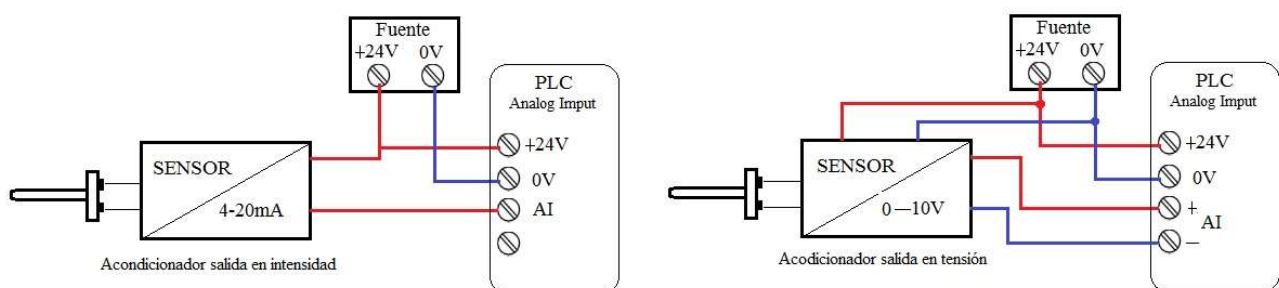 Fuente
+24V 0V
PLC
Analog Imput
+24V
0V
AI
SENSOR
4-20mA
Acondicionador salida en intensidad
Fuente
+24V 0V
PLC
Analog Imput
+24V
0V
+
AI
—
SENSOR
0—10V
Acodicionador salida en tensión